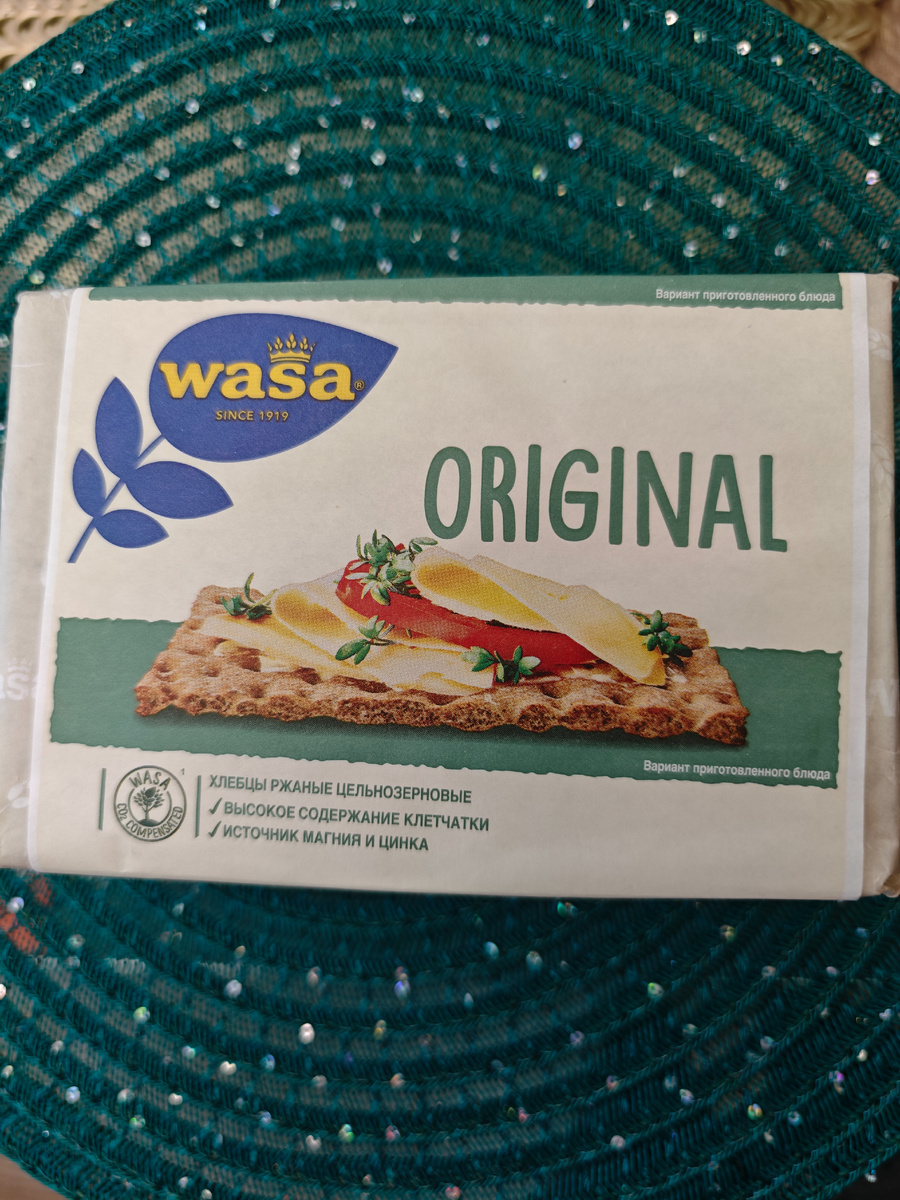 Вариант приготовленного блюда
wasa®
SINCE 1919
ORIGINAL
Вариант приготовленного блюда
WASA
CO₂ COMPENSATED
1
ХЛЕБЦЫ РЖАНЫЕ ЦЕЛЬНОЗЕРНОВЫЕ
✓ВЫСОКОЕ СОДЕРЖАНИЕ КЛЕТЧАТКИ
✓ИСТОЧНИК МАГНИЯ И ЦИНКА